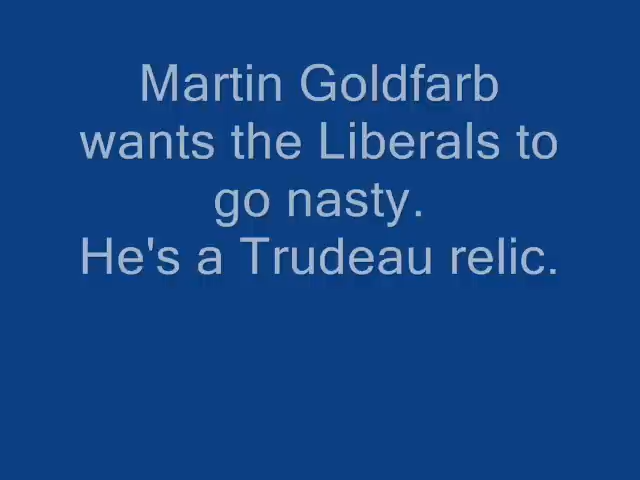 Martin Goldfarb
wants the Liberals to
go nasty.
He's a Trudeau relic.